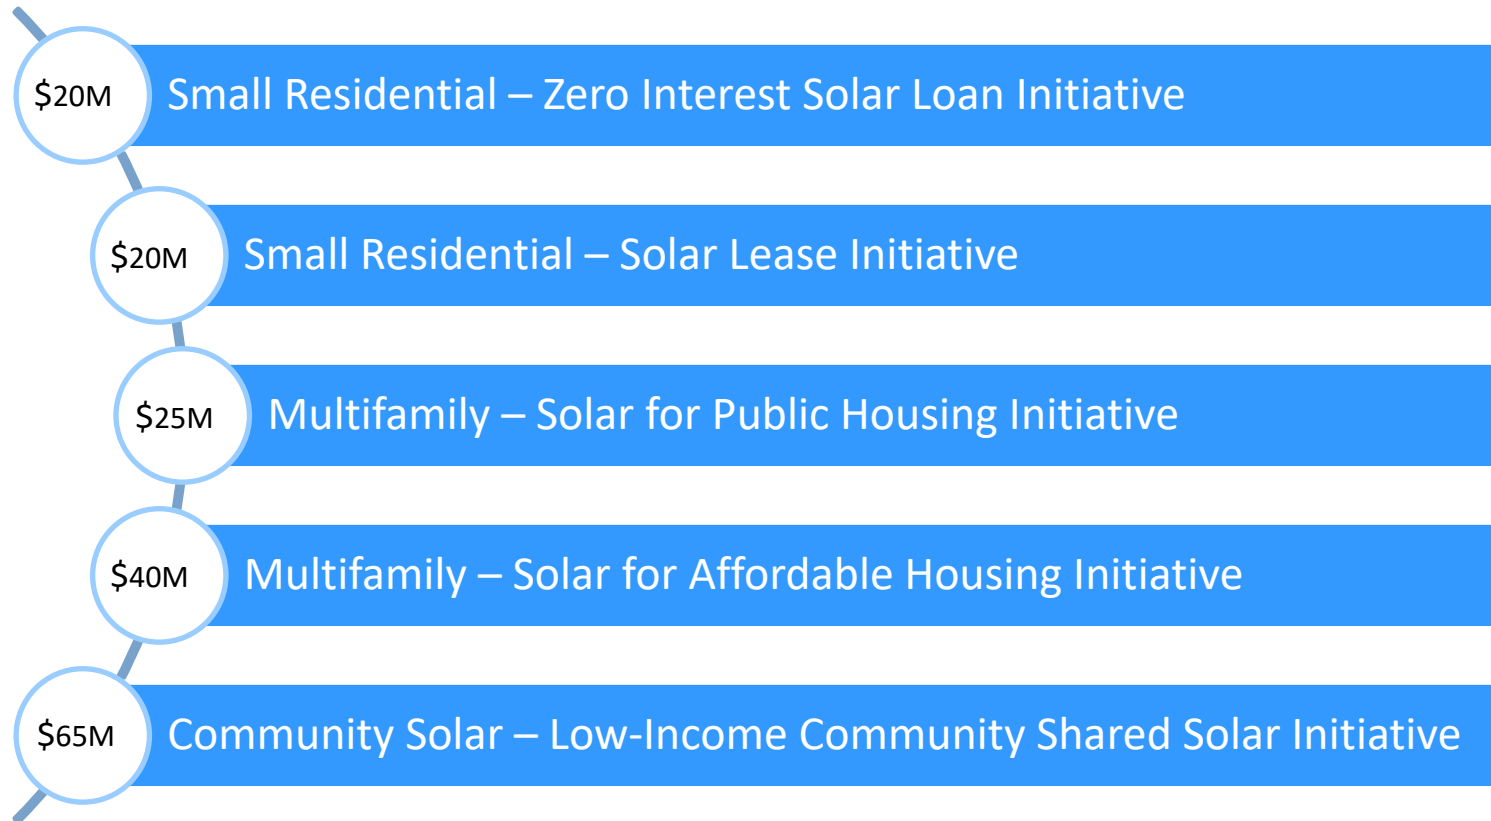 $20M Small Residential – Zero Interest Solar Loan Initiative
$20M Small Residential – Solar Lease Initiative
$25M Multifamily – Solar for Public Housing Initiative
$40M Multifamily – Solar for Affordable Housing Initiative
$65M Community Solar – Low-Income Community Shared Solar Initiative